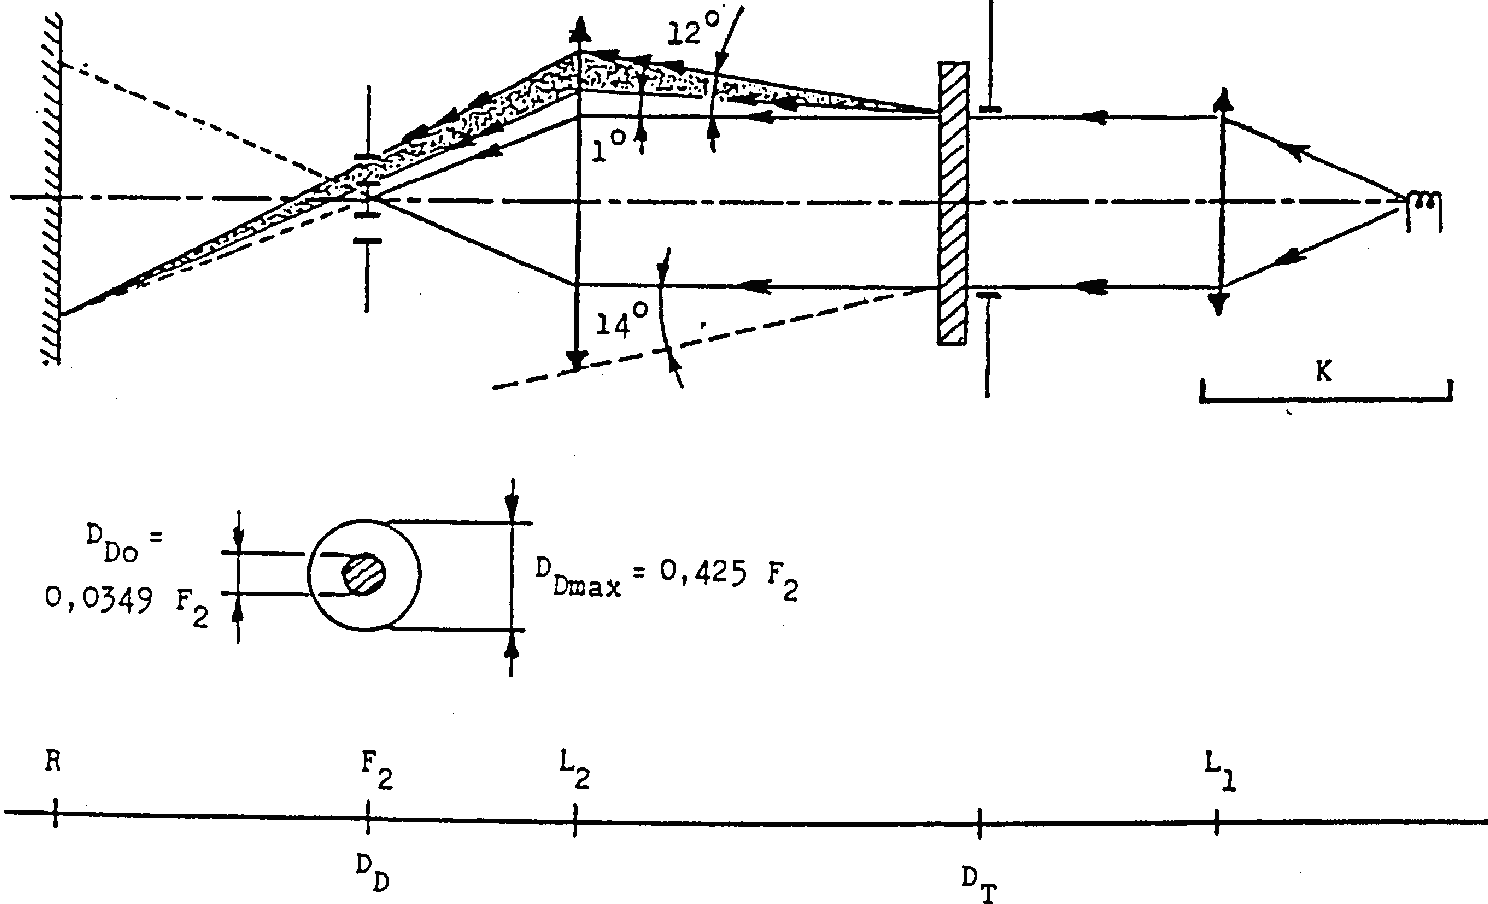 12°
1°
14°
K
D_Do =
0,0349 F_2
D_Dmax = 0,425 F_2
R F_2 L_2 L_1
D_D D_T